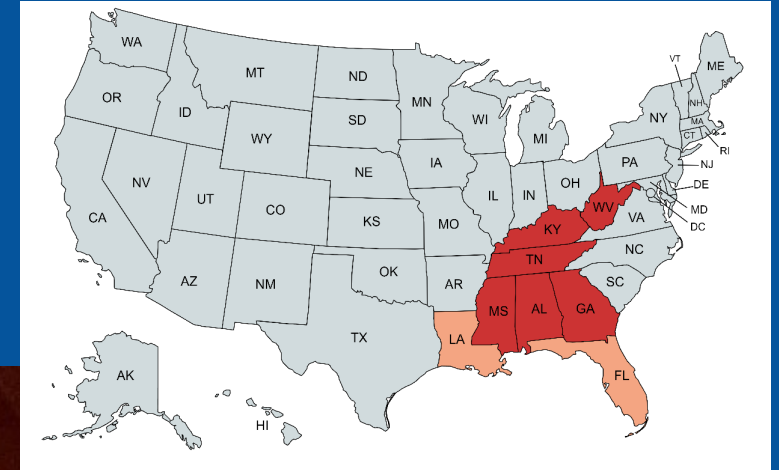 WA
MT
ND
MN
OR
ID
WY
SD
WI
MI
VT
ME
NH
NY
MA
CT
RI
NV
UT
CO
NE
IA
IL
IN
OH
PA
NJ
DE
MD
DC
CA
KS
MO
KY
WV
VA
AZ
NM
OK
AR
TN
NC
SC
TX
LA
MS
AL
GA
FL
AK
HI